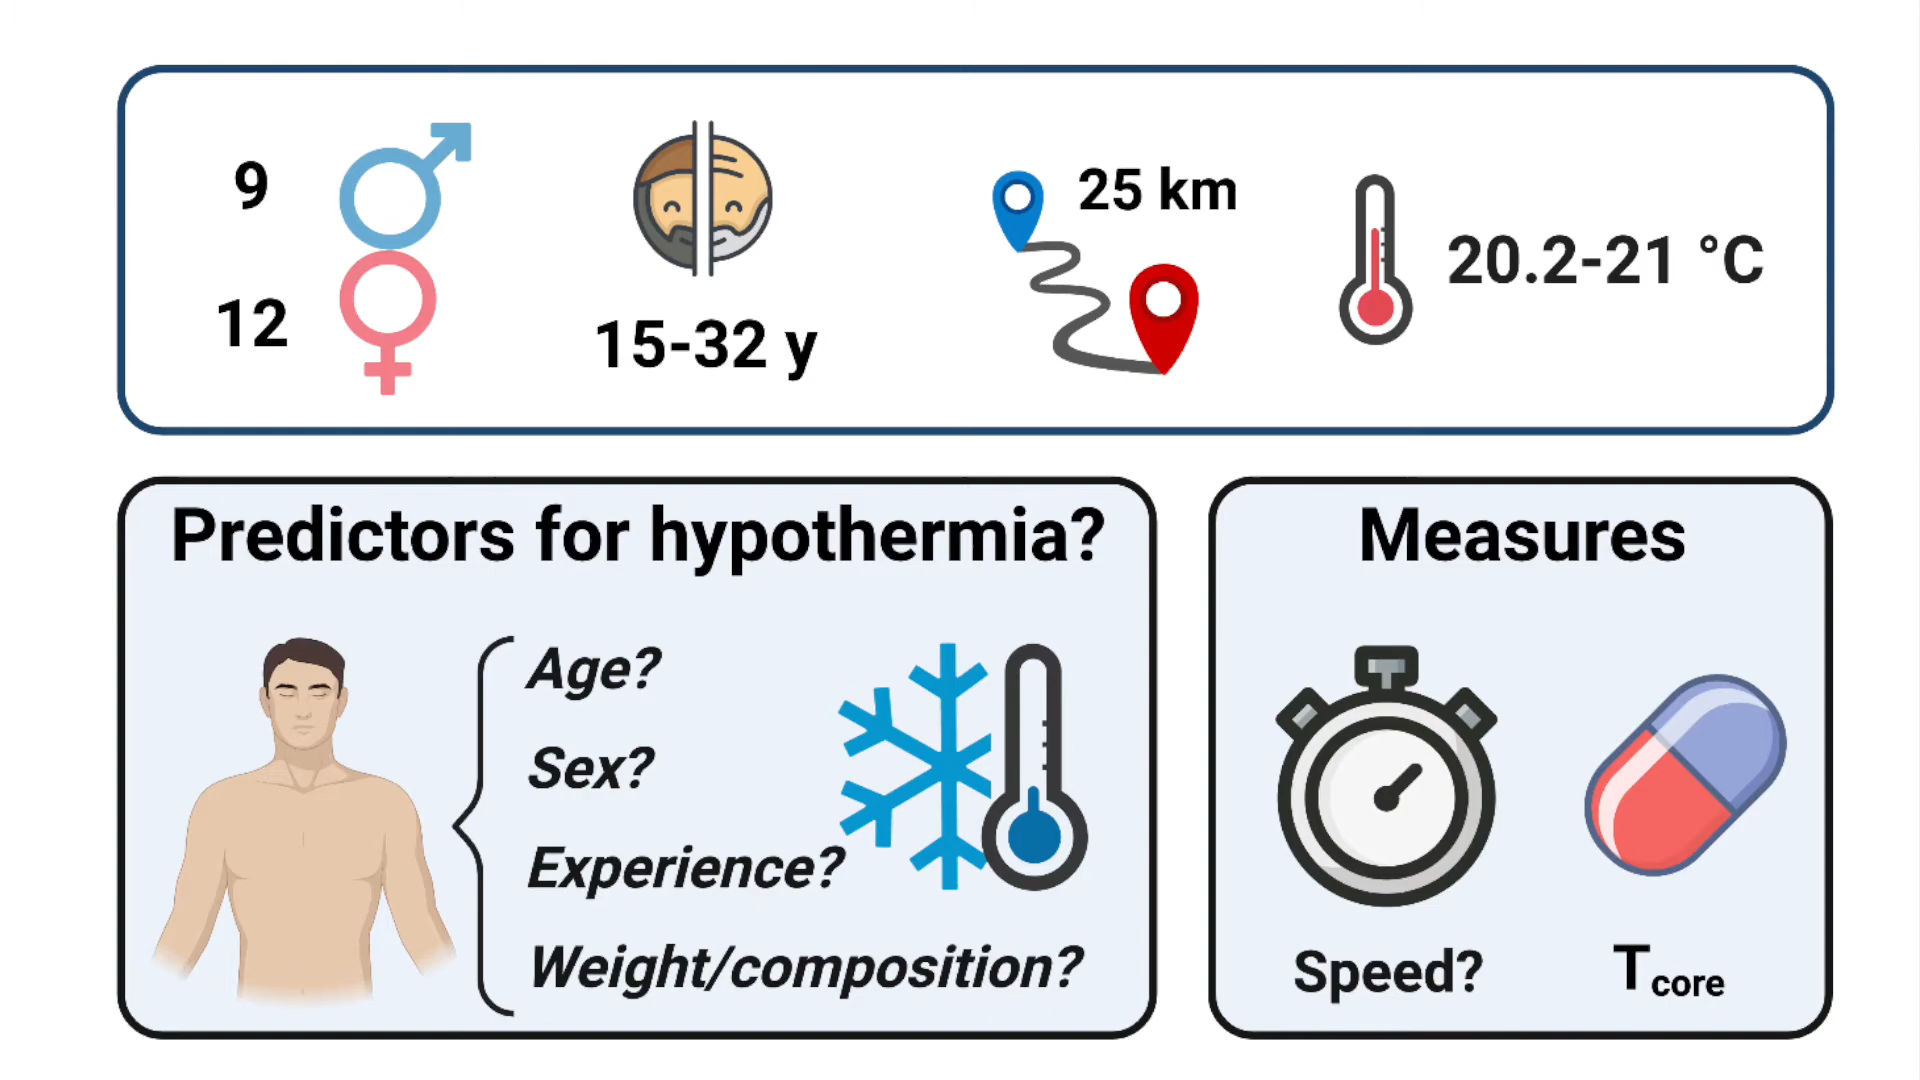 9
12
15-32 y
25 km
20.2-21 °C
Predictors for hypothermia?
Age?
Sex?
Experience?
Weight/composition?
Measures
Speed?
Tcore